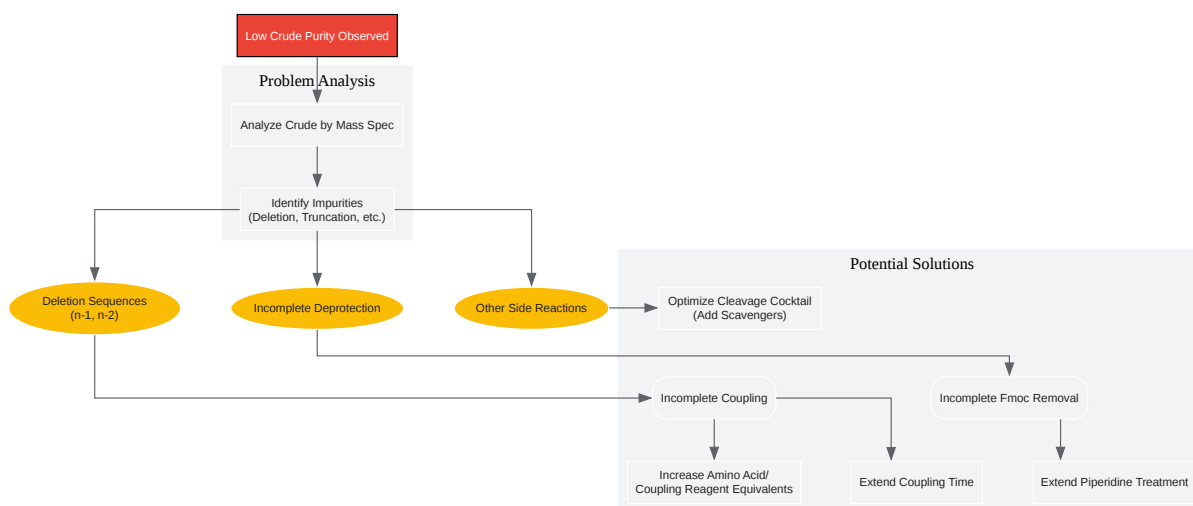 Low Crude Purity Observed
Problem Analysis
Analyze Crude by Mass Spec
Identify Impurities
(Deletion, Truncation, etc.)
Potential Solutions
Deletion Sequences
(n-1, n-2)
Incomplete Deprotection
Other Side Reactions
Optimize Cleavage Cocktail
(Add Scavengers)
Incomplete Coupling
Incomplete Fmoc Removal
Increase Amino Acid/
Coupling Reagent Equivalents
Extend Coupling Time
Extend Piperidine Treatment